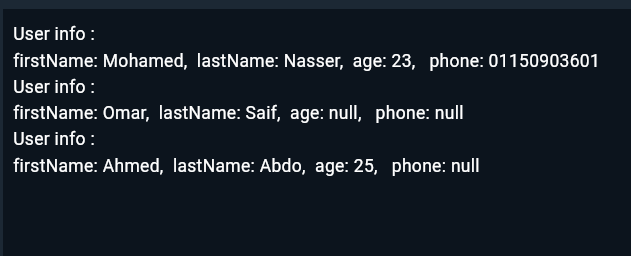 User info :
firstName: Mohamed,  lastName: Nasser,  age: 23,   phone: 01150903601
User info :
firstName: Omar,  lastName: Saif,  age: null,   phone: null
User info :
firstName: Ahmed,  lastName: Abdo,  age: 25,   phone: null